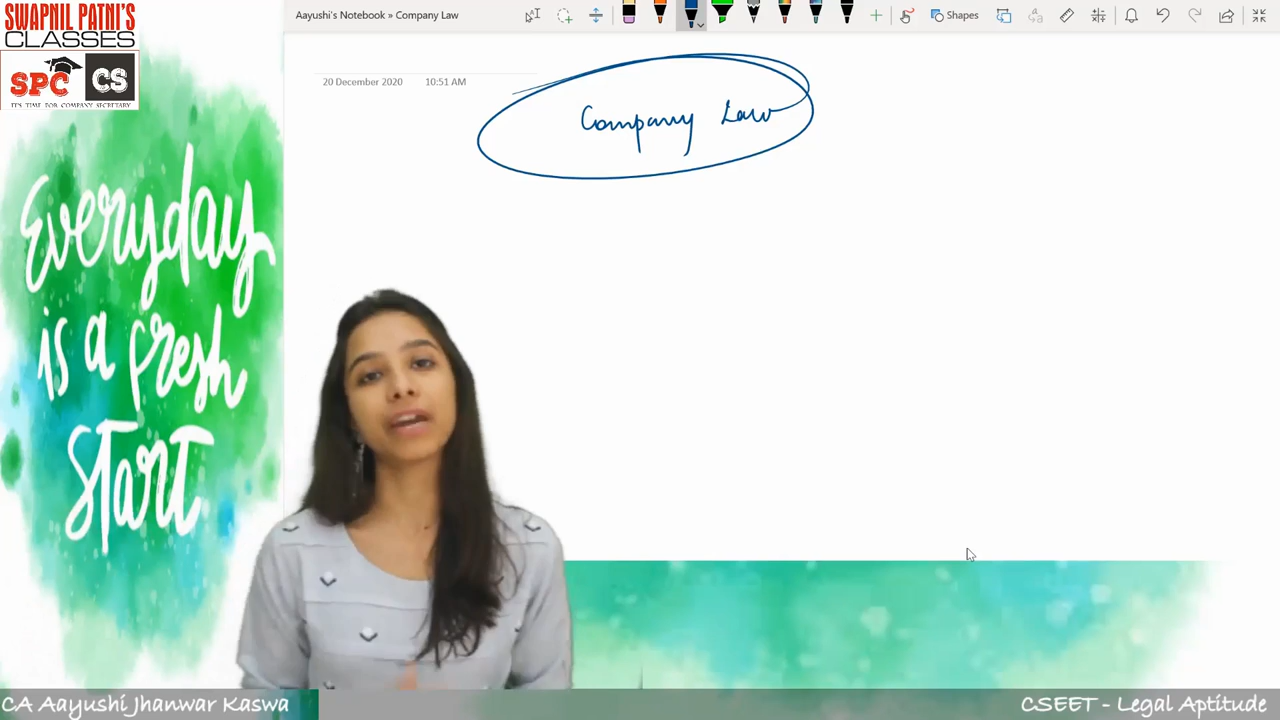 SWAPNIL PATNI'S
CLASSES
SPC
CS
IT'S TIME FOR COMPANY SECRETARY
Everyday
is a fresh
Start
Aayushi's Notebook » Company Law
Shapes
20 December 2020 10:51 AM
Company Law
CA Aayushi Jhanwar Kaswa
CSEET - Legal Aptitude